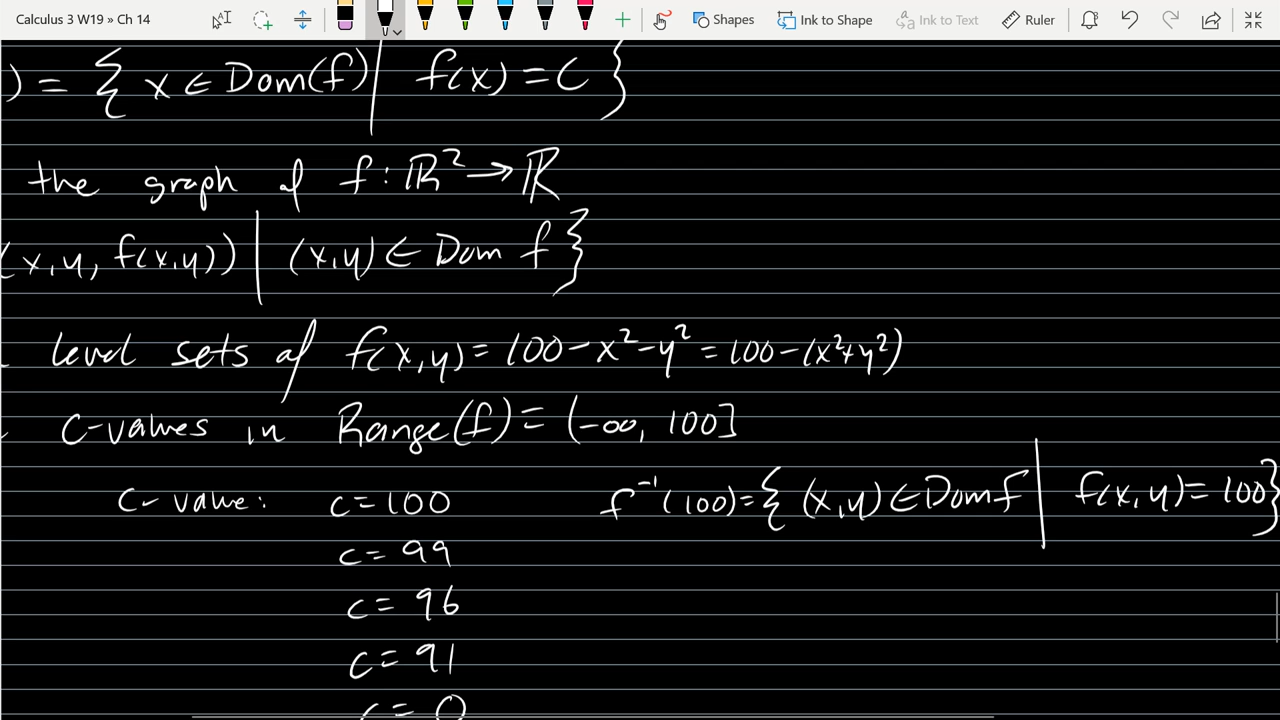 Calculus 3 W19 » Ch 14
Shapes Ink to Shape Ink to Text Ruler
) = { x ∈ Dom(f) | f(x) = C }
the graph of f: ℝ² → ℝ
(x,y, f(x,y)) | (x,y) ∈ Dom f }
level sets of f(x,y) = 100 - x² - y² = 100 - (x²+y²)
C-values in Range(f) = (-∞, 100]
C-value: c = 100 f⁻¹(100) = { (x,y) ∈ Dom f | f(x,y) = 100 }
c = 99
c = 96
c = 91
c = 0